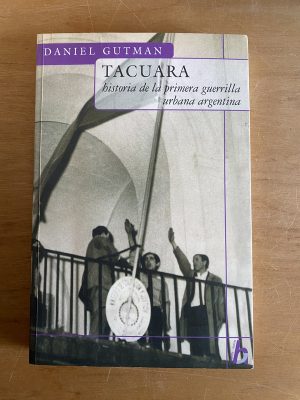 DANIEL GUTMAN
TACUARA
historia de la primera guerrilla
urbana argentina